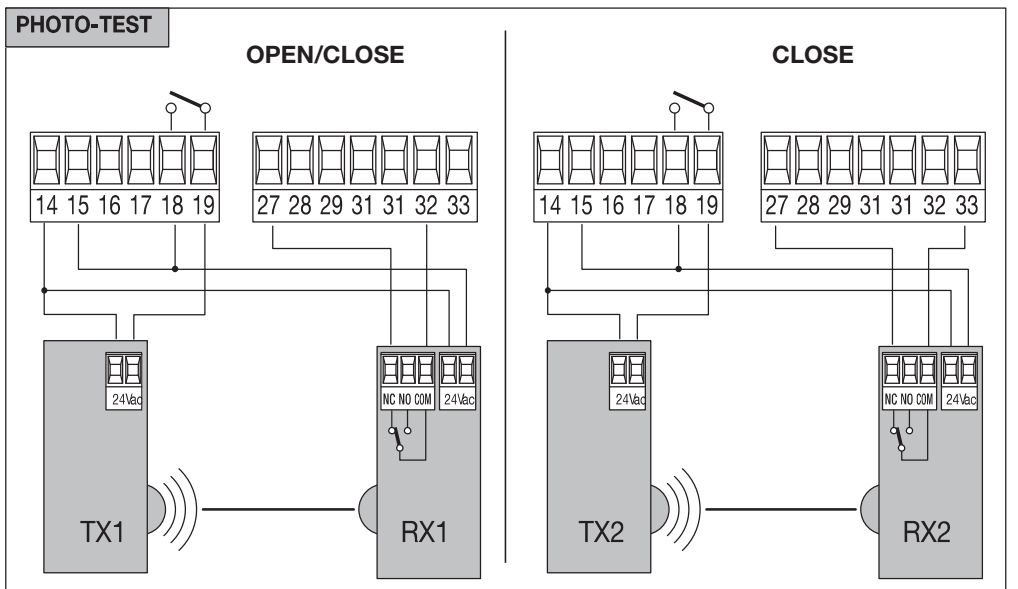 PHOTO-TEST
OPEN/CLOSE
14 15 16 17 18 19
27 28 29 31 31 32 33
24Vac
NC NO COM
24Vac
TX1
RX1
CLOSE
14 15 16 17 18 19
27 28 29 31 31 32 33
24Vac
NC NO COM
24Vac
TX2
RX2